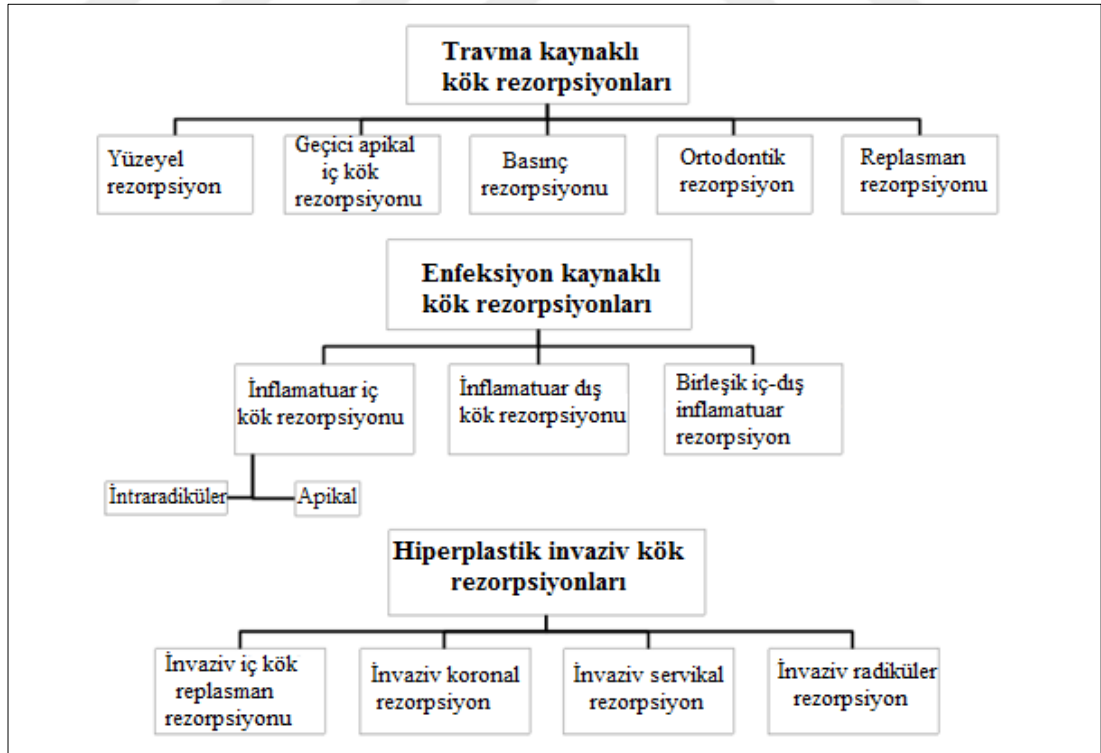 Travma kaynaklı
kök rezorpsiyonları
Yüzeyel
rezorpsiyon
Geçici apikal
iç kök
rezorpsiyonu
Basınç
rezorpsiyonu
Ortodontik
rezorpsiyon
Replasman
rezorpsiyonu
Enfeksiyon kaynaklı
kök rezorpsiyonları
İnflamatuar iç
kök rezorpsiyonu
İnflamatuar dış
kök rezorpsiyonu
Birleşik iç-dış
inflamatuar
rezorpsiyon
İntraradiküler
Apikal
Hiperplastik invaziv kök
rezorpsiyonları
İnvaziv iç kök
replasman
rezorpsiyonu
İnvaziv koronal
rezorpsiyon
İnvaziv servikal
rezorpsiyon
İnvaziv radiküler
rezorpsiyon